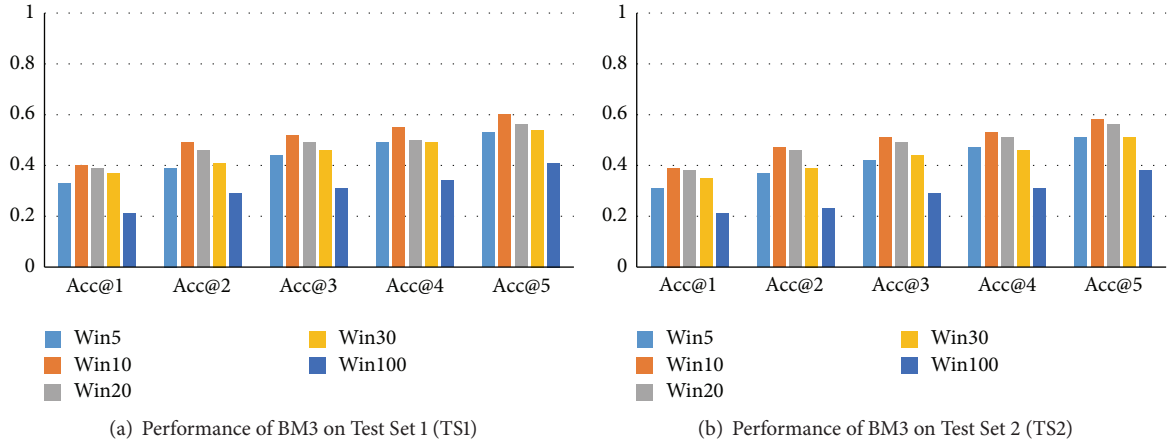 1
0.8
0.6
0.4
0.2
0
Acc@1 Acc@2 Acc@3 Acc@4 Acc@5
Win5
Win10
Win20
Win30
Win100
(a) Performance of BM3 on Test Set 1 (TS1)
1
0.8
0.6
0.4
0.2
0
Acc@1 Acc@2 Acc@3 Acc@4 Acc@5
Win5
Win10
Win20
Win30
Win100
(b) Performance of BM3 on Test Set 2 (TS2)